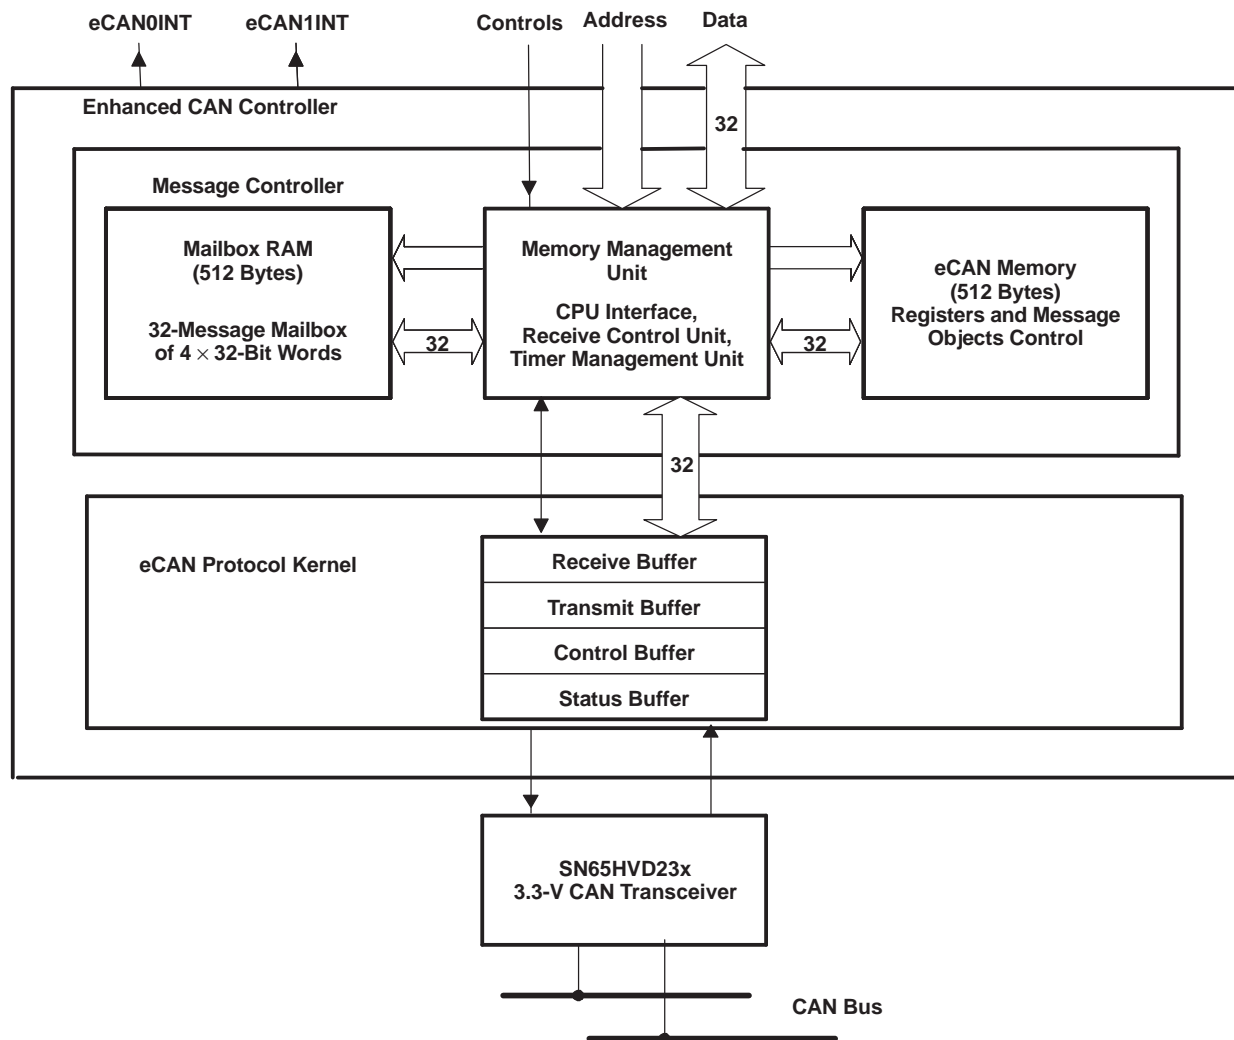 eCAN0INT
eCAN1INT
Controls
Address
Data
Enhanced CAN Controller
32
Message Controller
Mailbox RAM
(512 Bytes)
32-Message Mailbox
of 4 × 32-Bit Words
32
Memory Management
Unit
CPU Interface,
Receive Control Unit,
Timer Management Unit
32
eCAN Memory
(512 Bytes)
Registers and Message
Objects Control
32
eCAN Protocol Kernel
Receive Buffer
Transmit Buffer
Control Buffer
Status Buffer
SN65HVD23x
3.3-V CAN Transceiver
CAN Bus